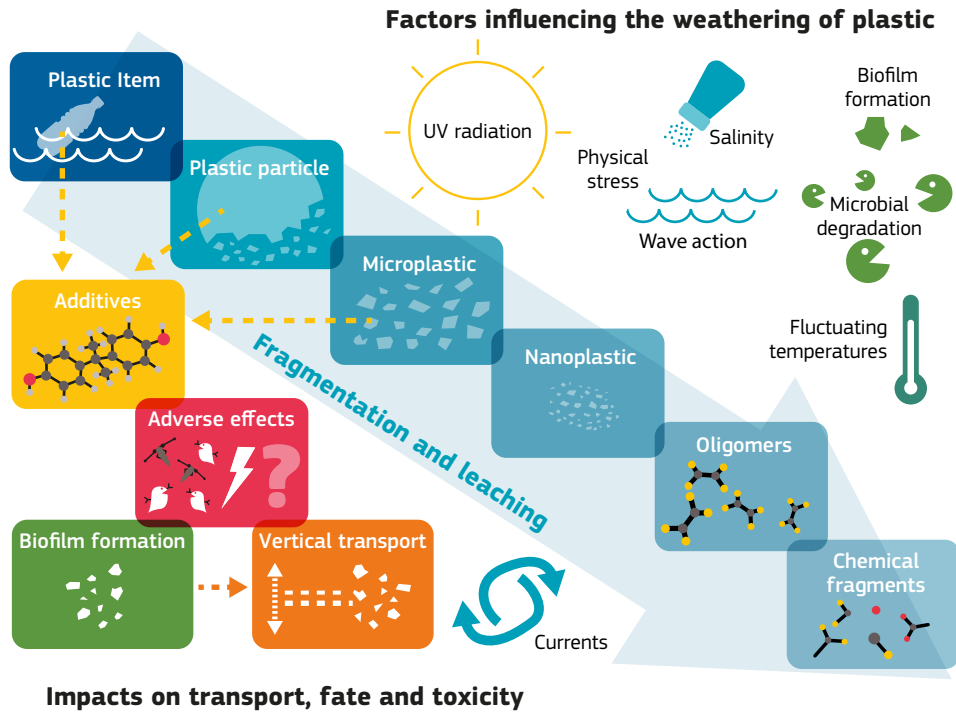 Factors influencing the weathering of plastic
Plastic Item
UV radiation
Salinity
Physical
stress
Wave action
Biofilm
formation
Microbial
degradation
Fluctuating
temperatures
Plastic particle
Microplastic
Additives
Nanoplastic
Fragmentation and leaching
Adverse effects
?
Oligomers
Biofilm formation
Vertical transport
Chemical
fragments
Currents
Impacts on transport, fate and toxicity